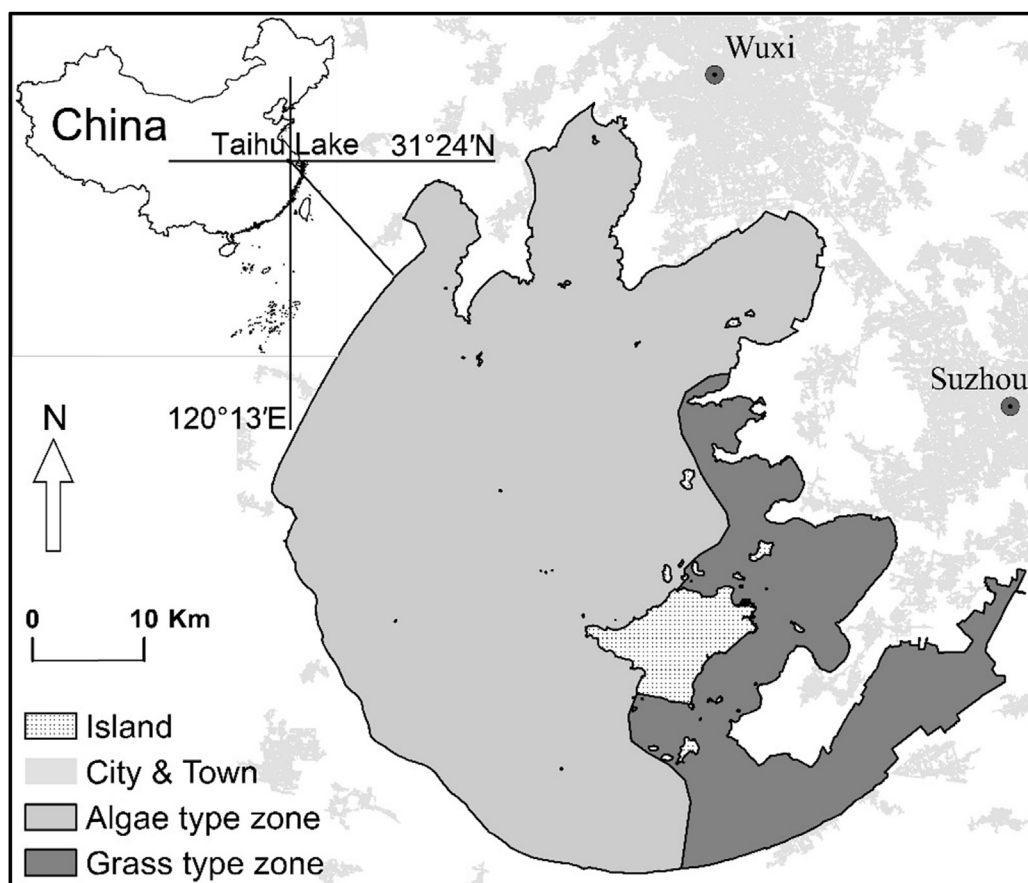 Wuxi
China
Taihu Lake 31°24'N
Suzhou
120°13'E
N
0 10 Km
Island
City & Town
Algae type zone
Grass type zone